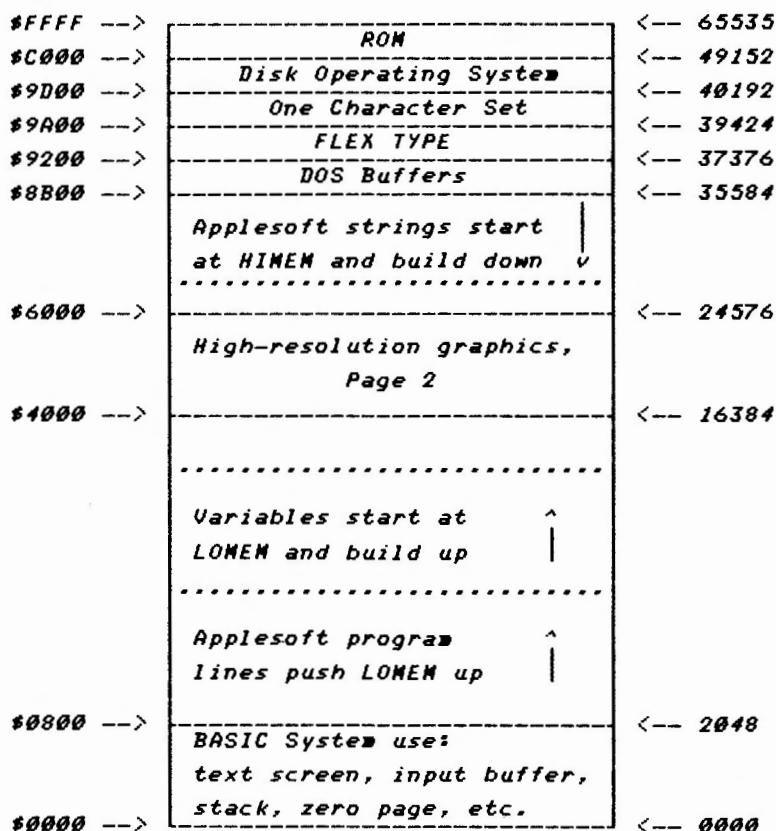 $FFFF --> <-- 65535
ROM
$C000 --> <-- 49152
Disk Operating System
$9D00 --> <-- 40192
One Character Set
$9A00 --> <-- 39424
FLEX TYPE
$9200 --> <-- 37376
DOS Buffers
$8B00 --> <-- 35584
Applesoft strings start
at HIMEM and build down
$6000 --> <-- 24576
High-resolution graphics,
Page 2
$4000 --> <-- 16384
Variables start at
LOMEM and build up
Applesoft program
lines push LOMEM up
$0800 --> <-- 2048
BASIC System use:
text screen, input buffer,
stack, zero page, etc.
$0000 --> <-- 0000